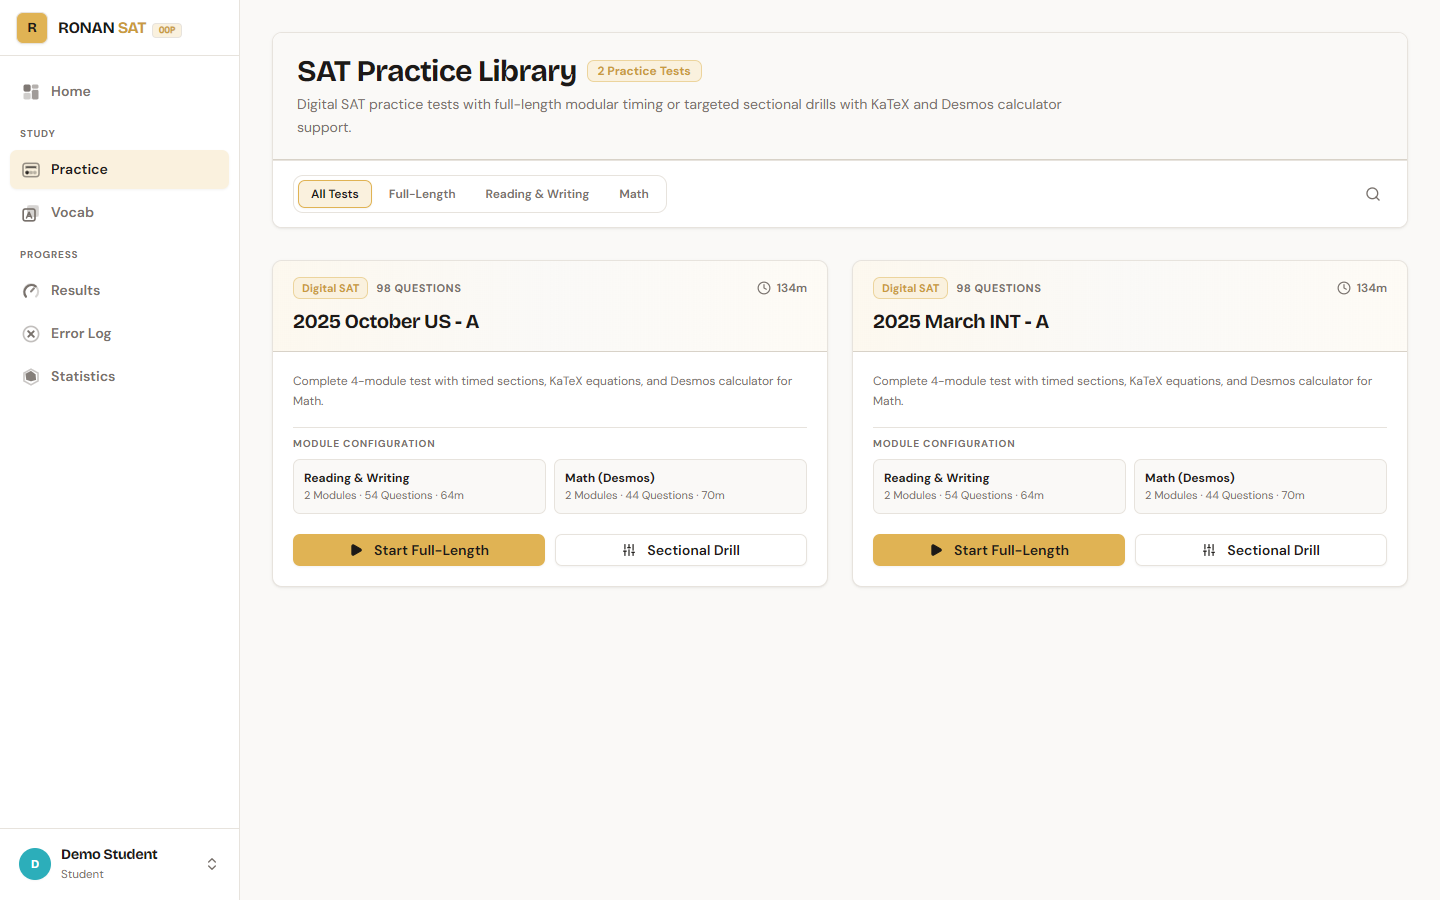 R RONAN SAT OOP
Home
STUDY
Practice
A Vocab
PROGRESS
Results
Error Log
Statistics
D Demo Student
Student
SAT Practice Library 2 Practice Tests
Digital SAT practice tests with full-length modular timing or targeted sectional drills with KaTeX and Desmos calculator
support.
All Tests Full-Length Reading & Writing Math
Digital SAT 98 QUESTIONS 134m
2025 October US - A
Complete 4-module test with timed sections, KaTeX equations, and Desmos calculator for
Math.
MODULE CONFIGURATION
Reading & Writing
2 Modules · 54 Questions · 64m
Math (Desmos)
2 Modules · 44 Questions · 70m
Start Full-Length Sectional Drill
Digital SAT 98 QUESTIONS 134m
2025 March INT - A
Complete 4-module test with timed sections, KaTeX equations, and Desmos calculator for
Math.
MODULE CONFIGURATION
Reading & Writing
2 Modules · 54 Questions · 64m
Math (Desmos)
2 Modules · 44 Questions · 70m
Start Full-Length Sectional Drill